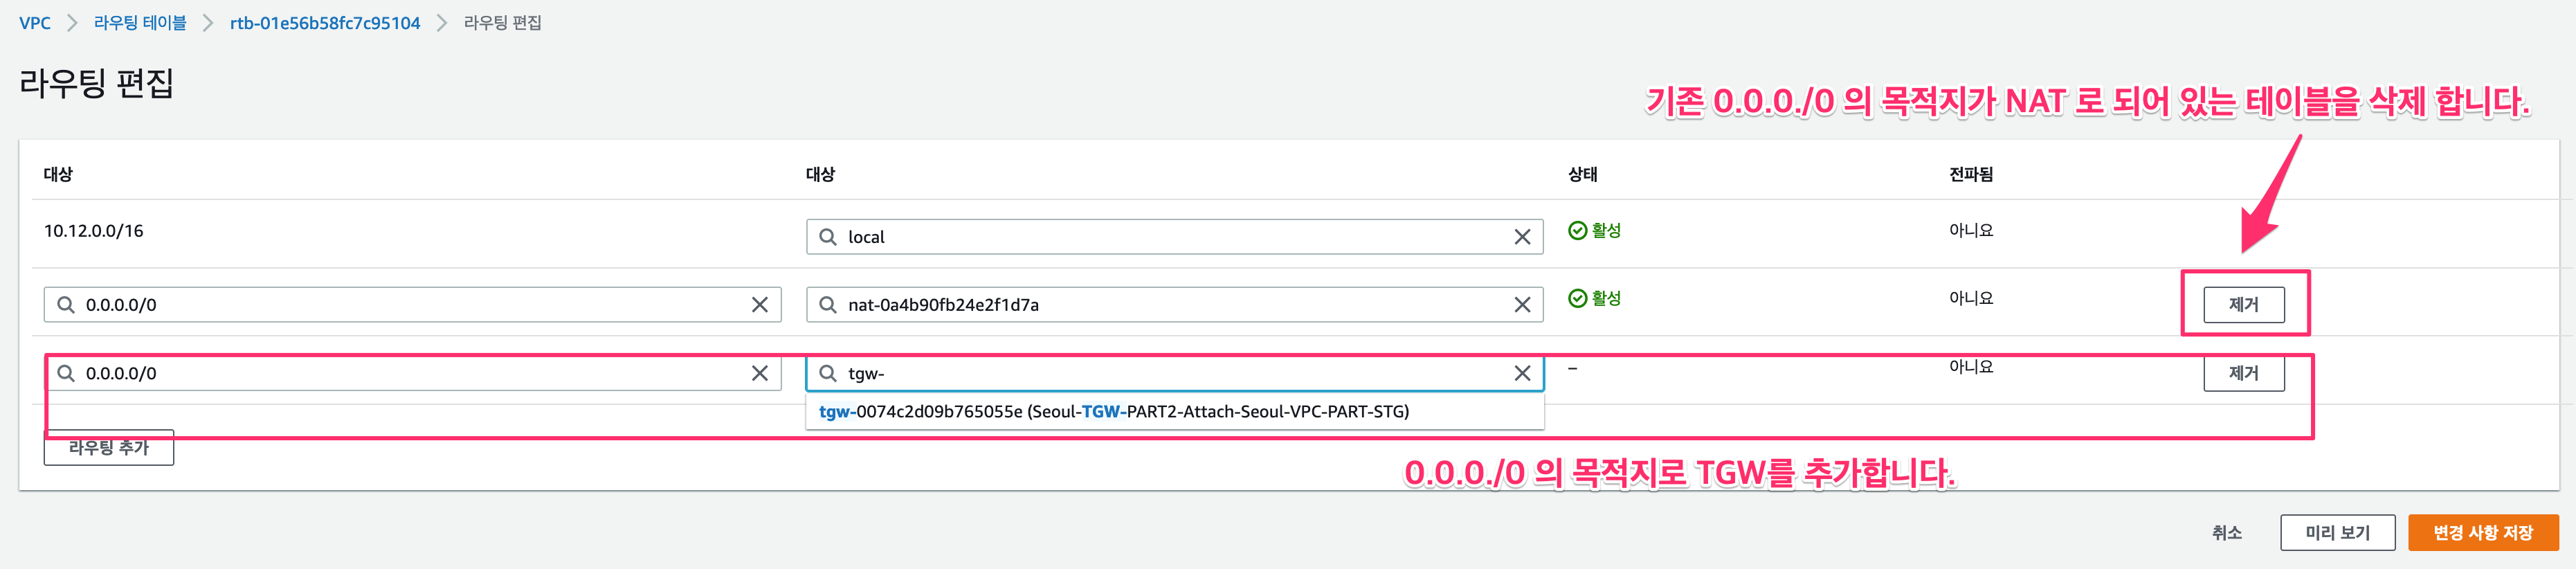 VPC > 라우팅 테이블 > rtb-01e56b58fc7c95104 > 라우팅 편집
라우팅 편집
기존 0.0.0./0 의 목적지가 NAT 로 되어 있는 테이블을 삭제 합니다.
대상 대상 상태 전파됨
10.12.0.0/16 local 활성 아니요
0.0.0.0/0 nat-0a4b90fb24e2f1d7a 활성 아니요 제거
0.0.0.0/0 tgw- – 아니요 제거
tgw-0074c2d09b765055e (Seoul-TGW-PART2-Attach-Seoul-VPC-PART-STG)
라우팅 추가
0.0.0./0 의 목적지로 TGW를 추가합니다.
취소 미리 보기 변경 사항 저장